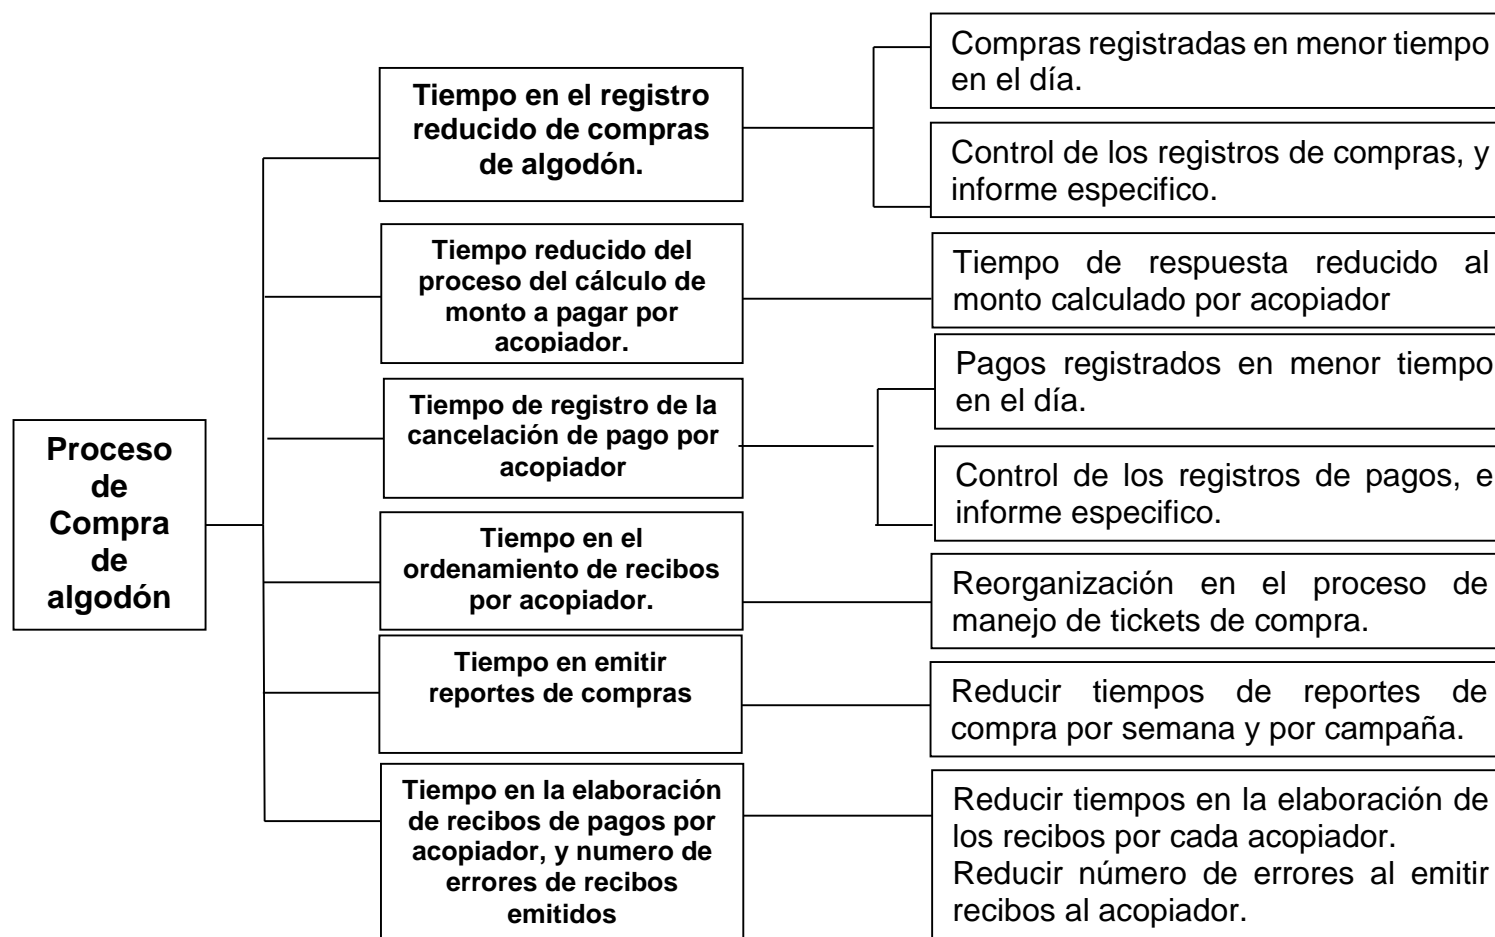 Proceso
de
Compra
de
algodón
Tiempo en el registro
reducido de compras
de algodón.
Compras registradas en menor tiempo
en el día.
Control de los registros de compras, y
informe especifico.
Tiempo reducido del
proceso del cálculo de
monto a pagar por
acopiador.
Tiempo de respuesta reducido al
monto calculado por acopiador
Tiempo de registro de la
cancelación de pago por
acopiador
Pagos registrados en menor tiempo
en el día.
Control de los registros de pagos, e
informe especifico.
Tiempo en el
ordenamiento de recibos
por acopiador.
Reorganización en el proceso de
manejo de tickets de compra.
Tiempo en emitir
reportes de compras
Reducir tiempos de reportes de
compra por semana y por campaña.
Tiempo en la elaboración
de recibos de pagos por
acopiador, y numero de
errores de recibos
emitidos
Reducir tiempos en la elaboración de
los recibos por cada acopiador.
Reducir número de errores al emitir
recibos al acopiador.